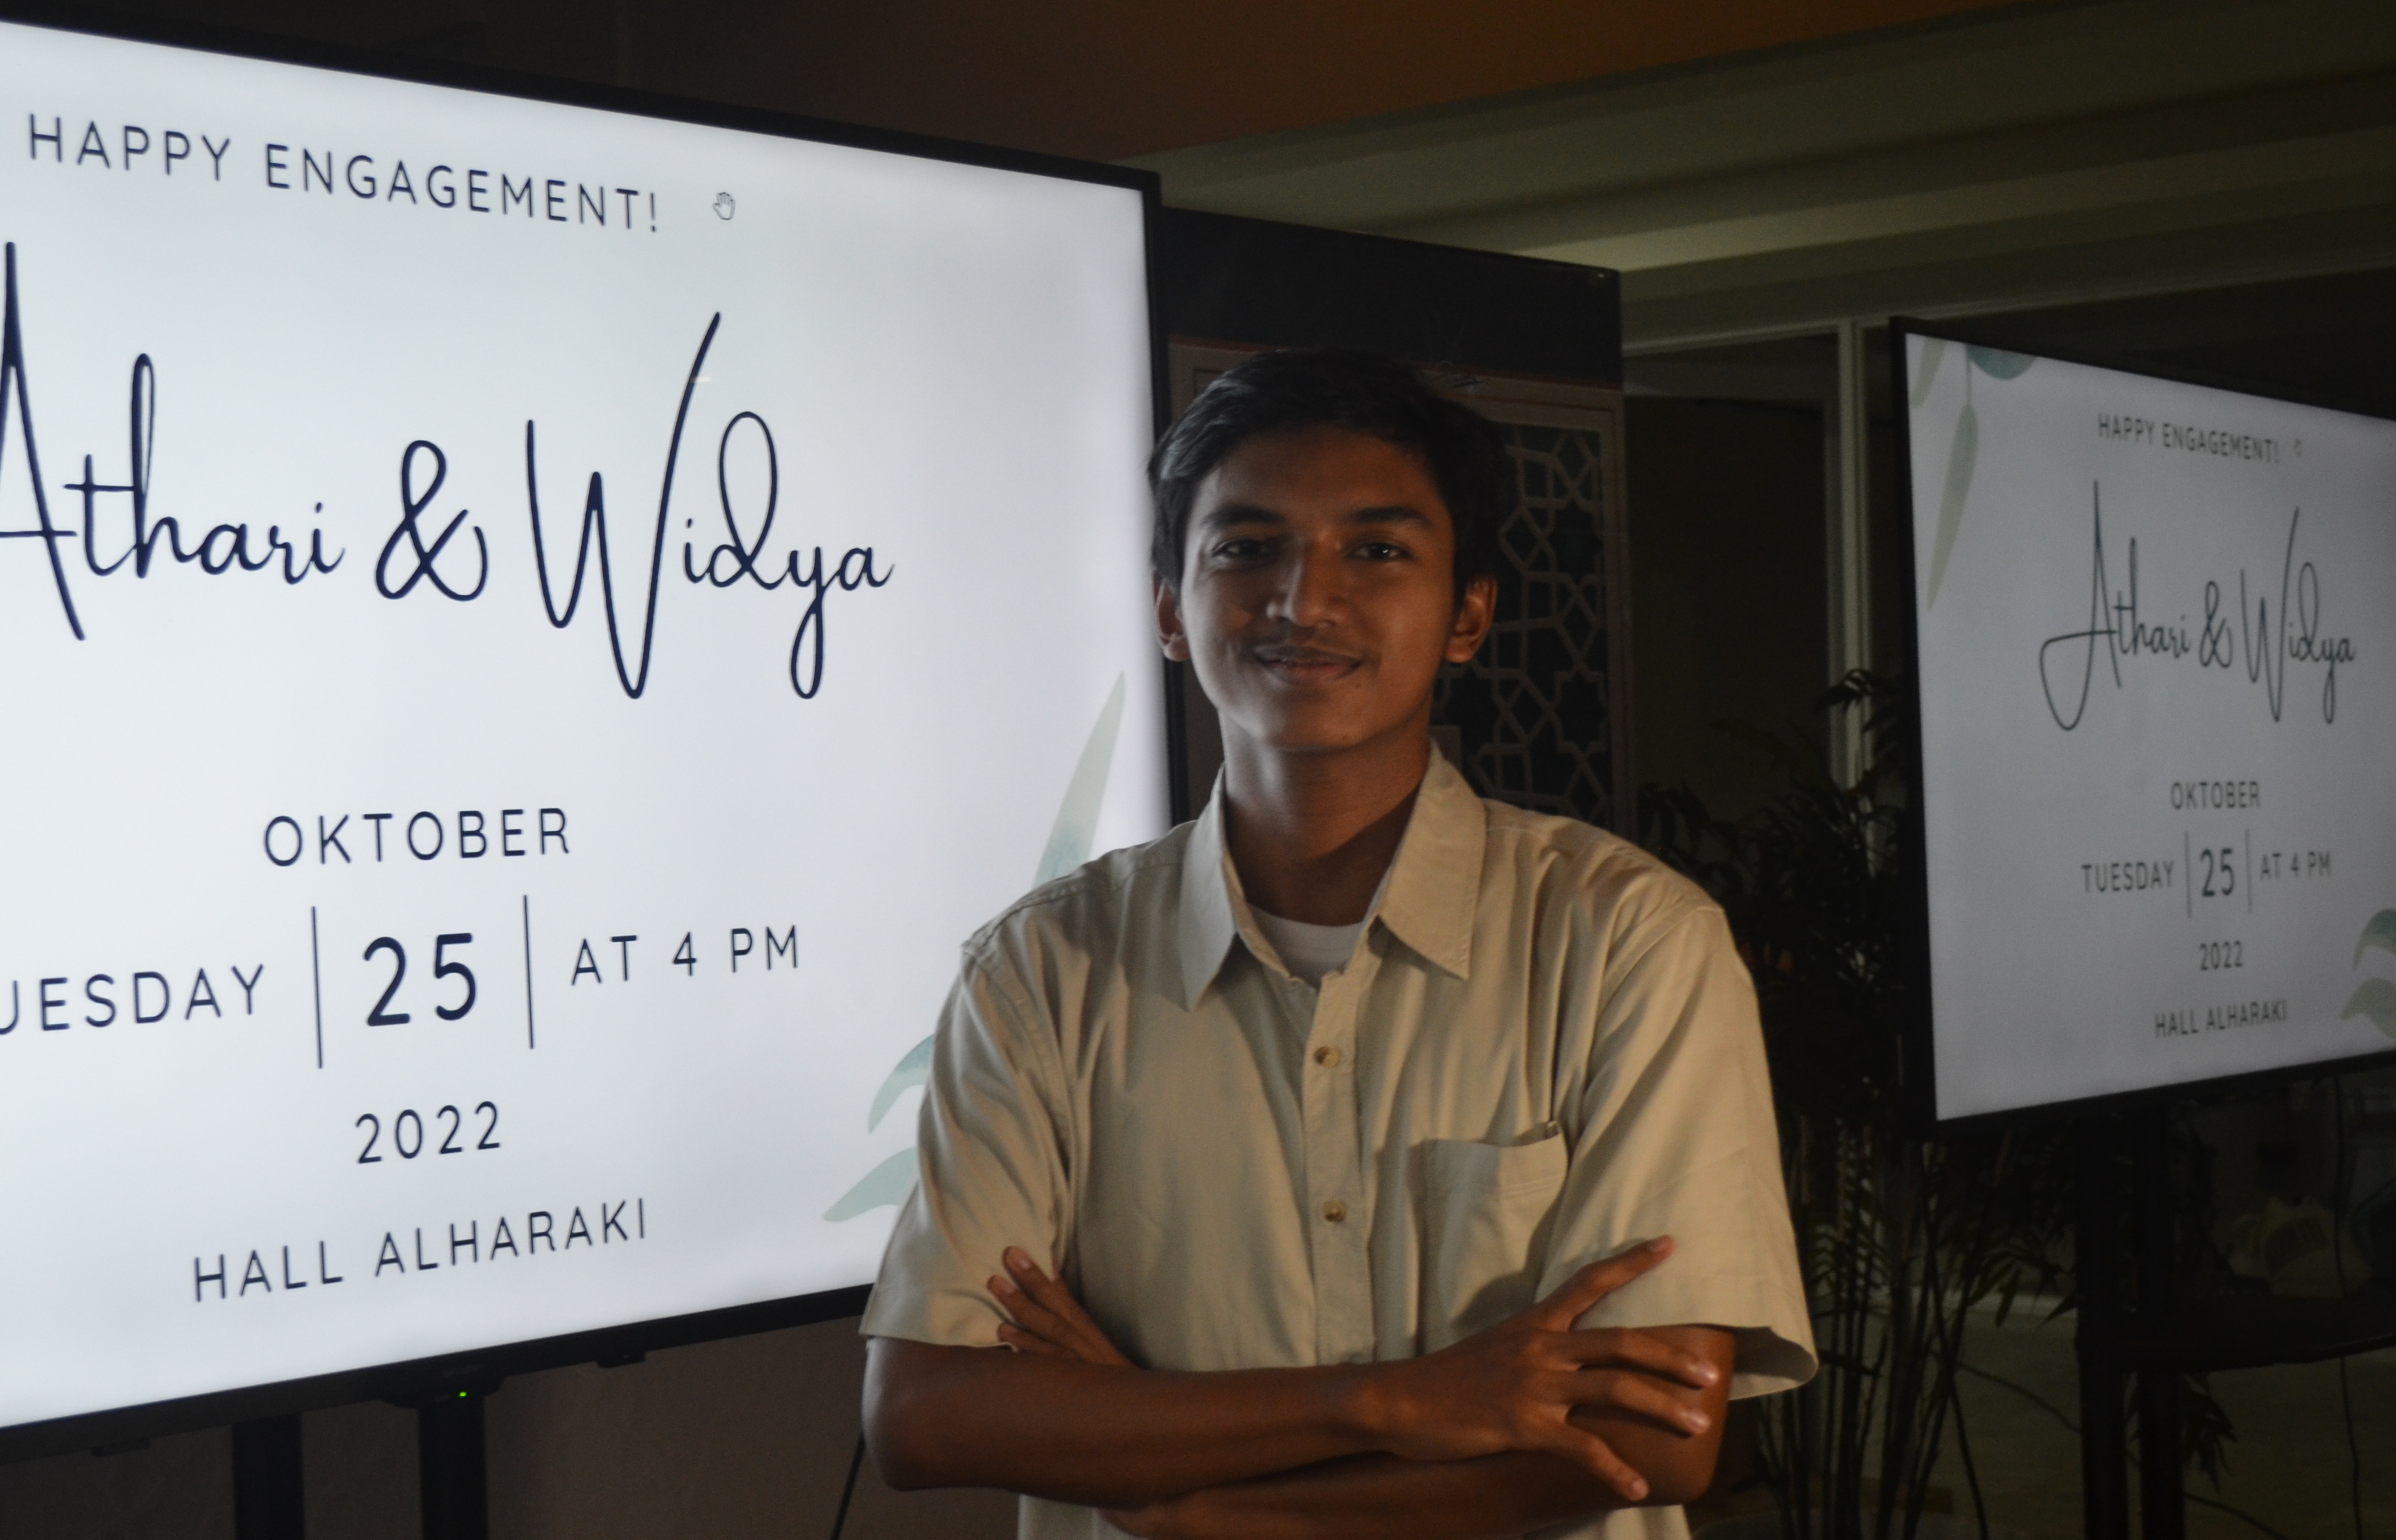 HAPPY ENGAGEMENT!
Athari & Widya
OKTOBER
UESDAY | 25 | AT 4 PM
2022
HALL ALHARAKI
HAPPY ENGAGEMENT!
Athari & Widya
OKTOBER
TUESDAY | 25 | AT 4 PM
2022
HALL ALHARAKI